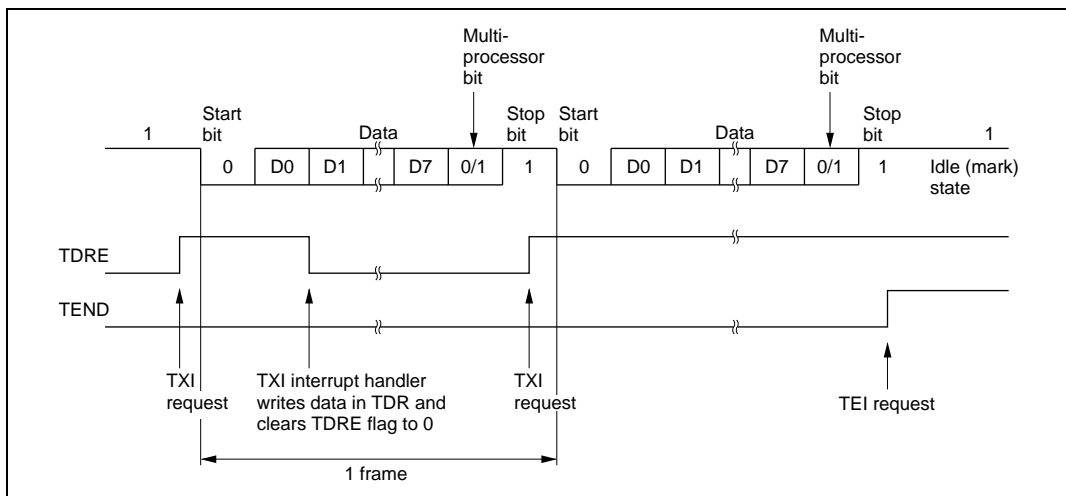 Multi-
processor
bit
Multi-
processor
bit
1
Start
bit
Data
Stop
bit
Start
bit
Data
Stop
bit
1
0
D0
D1
D7
0/1
1
0
D0
D1
D7
0/1
1
Idle (mark)
state
TDRE
TEND
TXI
request
TXI interrupt handler
writes data in TDR and
clears TDRE flag to 0
TXI
request
TEI request
1 frame